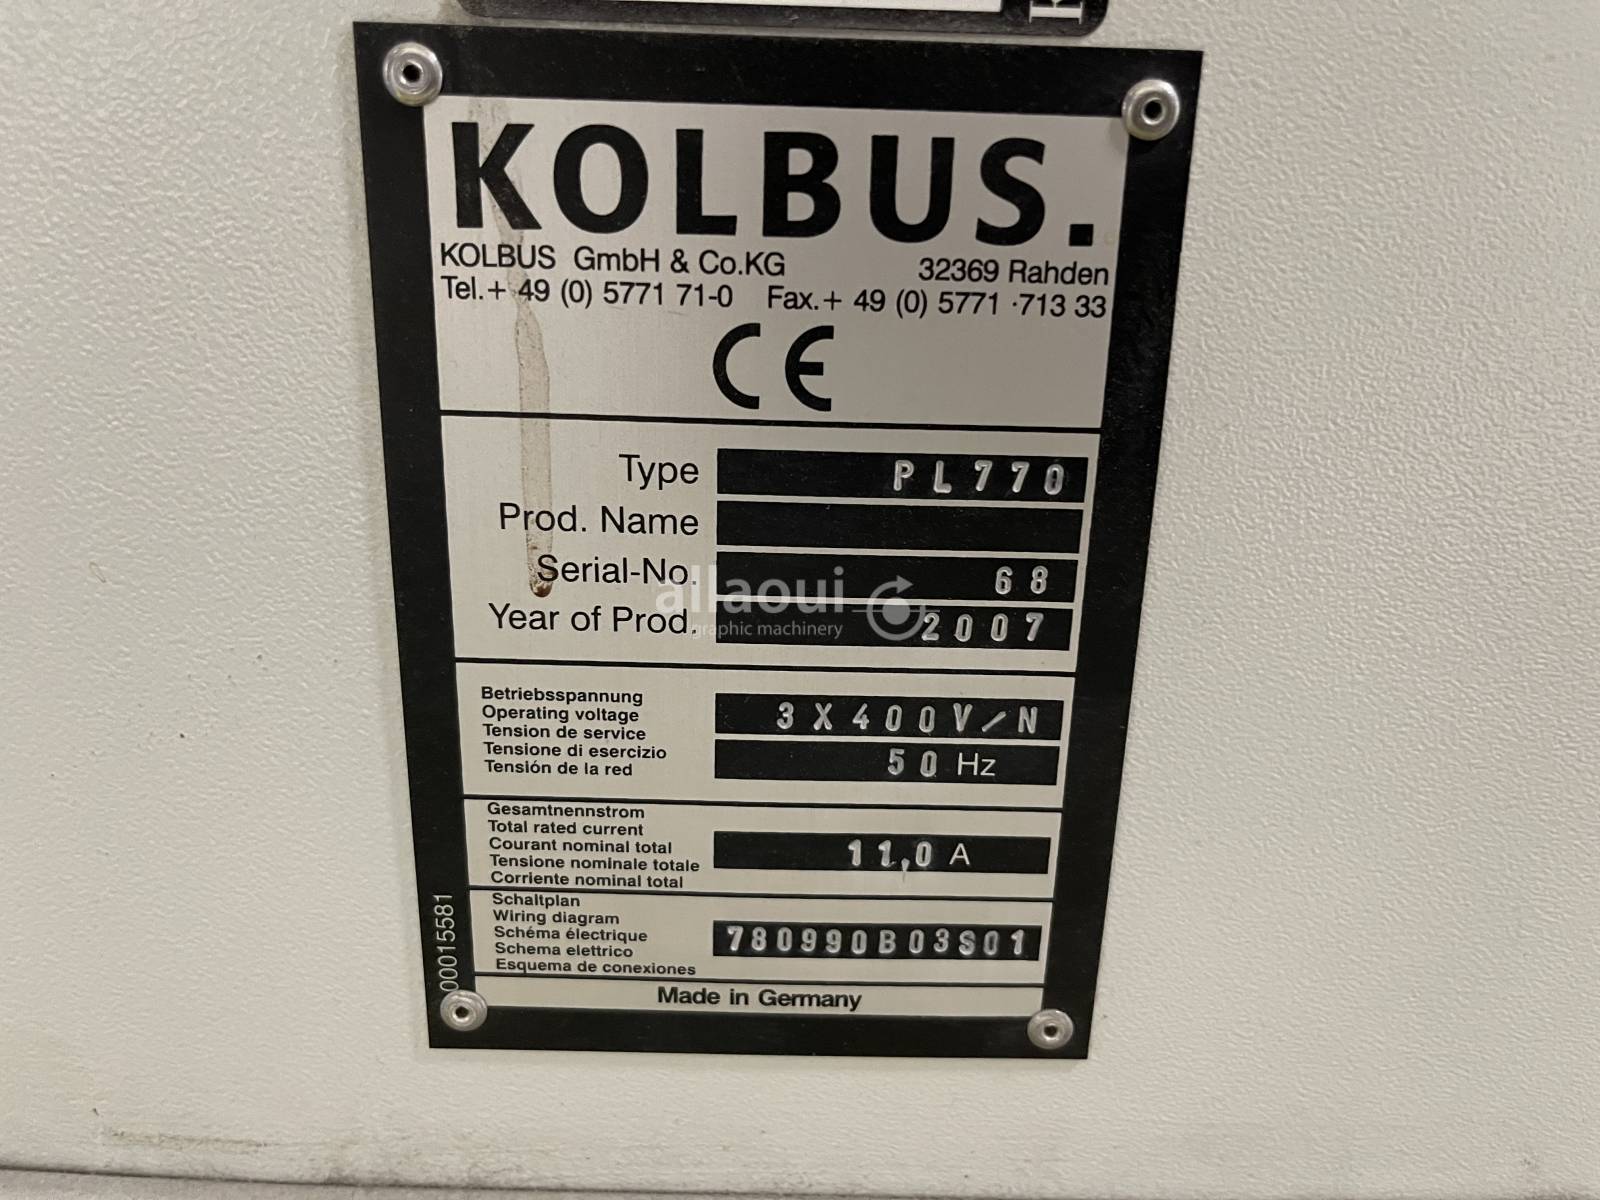 KOLBUS.
KOLBUS GmbH & Co.KG 32369 Rahden
Tel.+ 49 (0) 5771 71-0 Fax.+ 49 (0) 5771 ·713 33
CE
Type PL770
Prod. Name
Serial-No. 68
Year of Prod. 2007
allaoui
graphic machinery
Betriebsspannung
Operating voltage
Tension de service
Tensione di esercizio
Tensión de la red
3X400V/N
50 Hz
Gesamtnennstrom
Total rated current
Courant nominal total
Tensione nominale totale
Corriente nominal total
11,0 A
Schaltplan
Wiring diagram
Schéma électrique
Schema elettrico
Esquema de conexiones
780990B03S01
Made in Germany
00015581